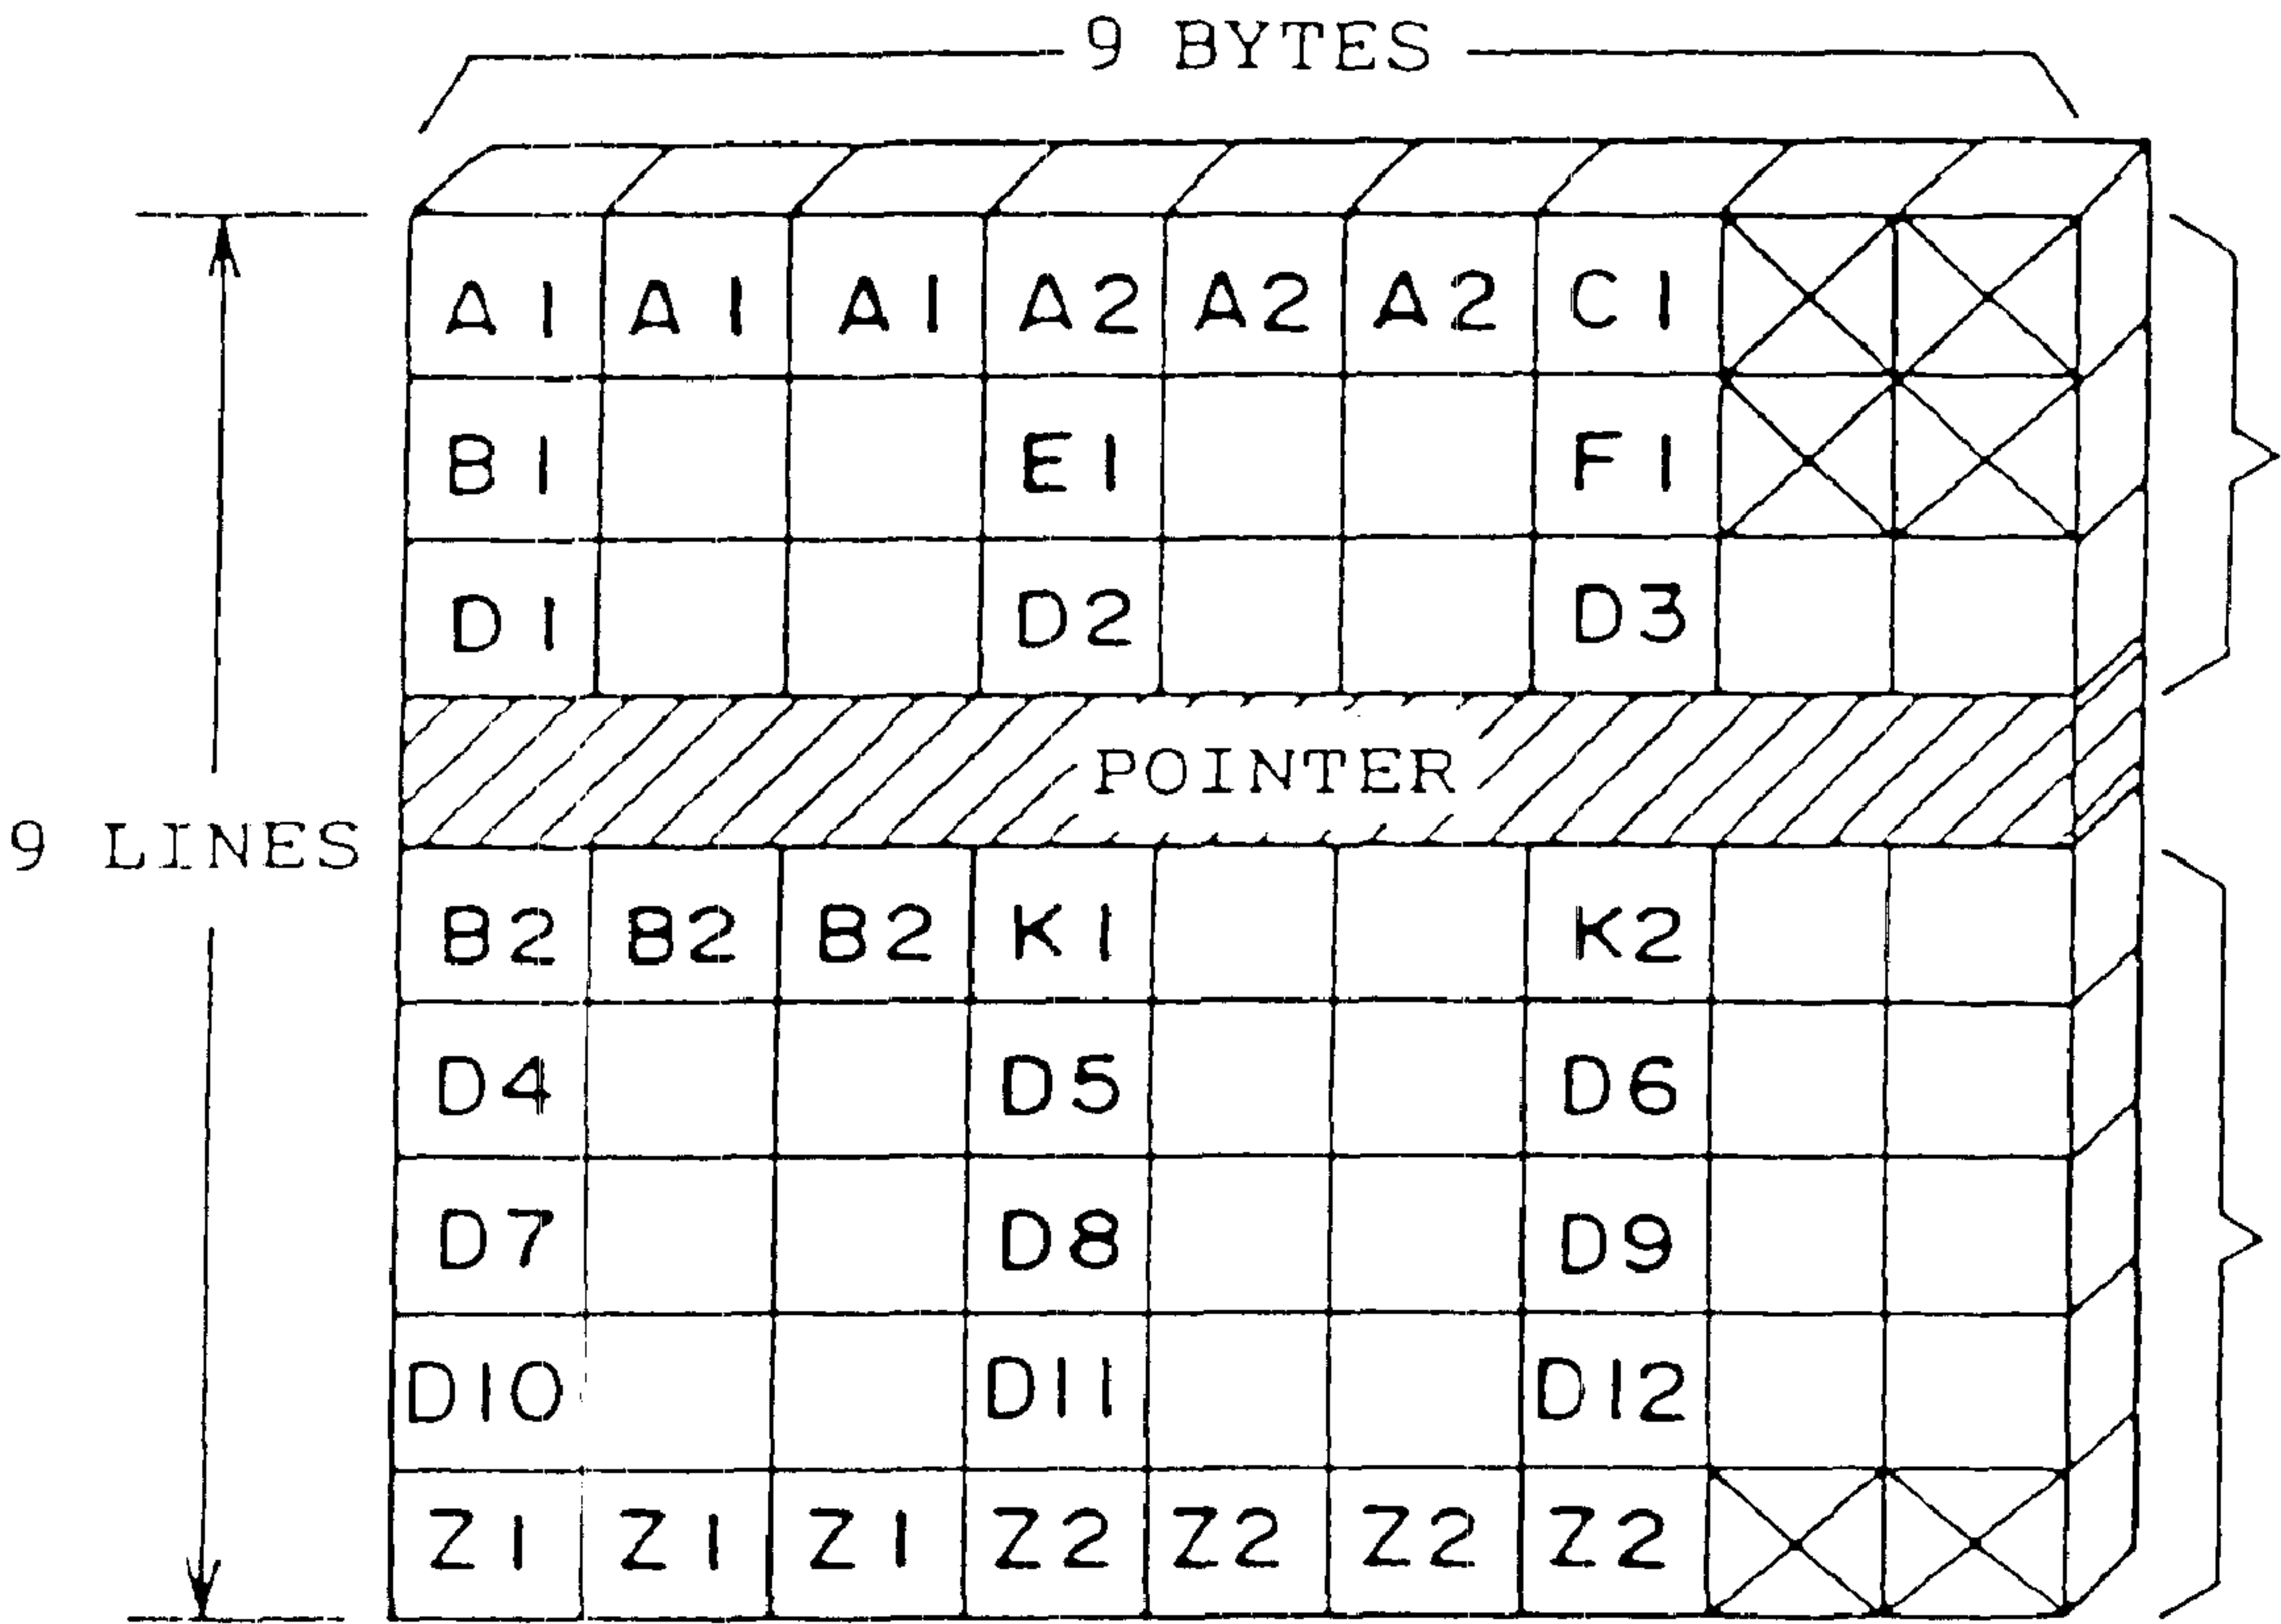 9 BYTES
A1 A1 A1 A2 A2 A2 C1
B1 E1 F1
D1 D2 D3
POINTER
9 LINES
B2 B2 B2 K1 K2
D4 D5 D6
D7 D8 D9
D10 D11 D12
Z1 Z1 Z1 Z2 Z2 Z2 Z2